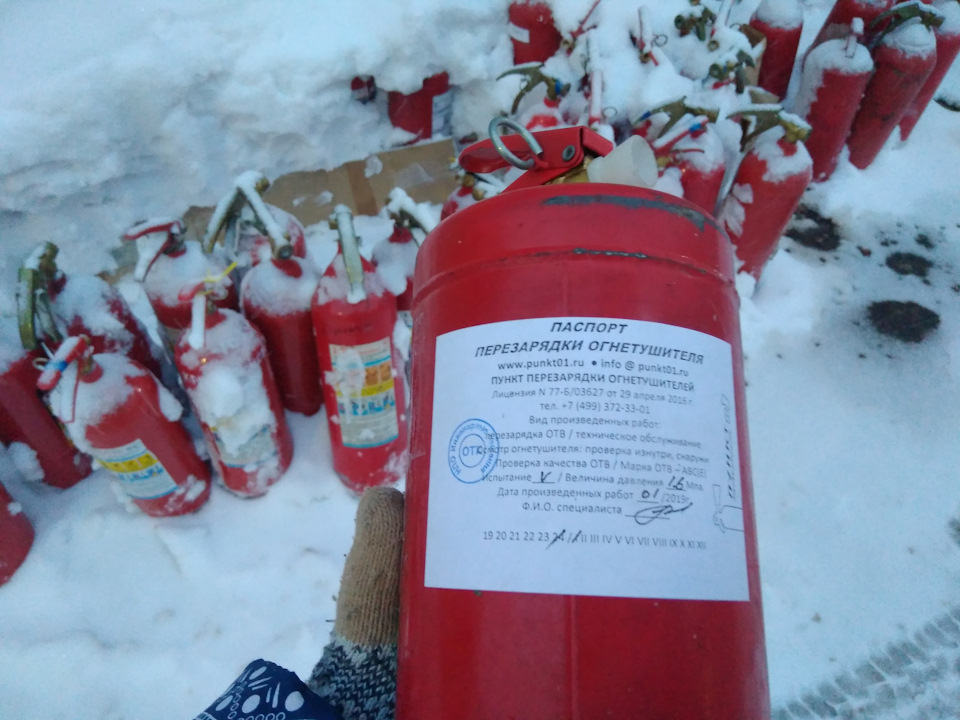 ПАСПОРТ
ПЕРЕЗАРЯДКИ ОГНЕТУШИТЕЛЯ
www.punkt01.ru ● info @ punkt01.ru
ПУНКТ ПЕРЕЗАРЯДКИ ОГНЕТУШИТЕЛЕЙ
Лицензия N 77-Б/03627 от 29 апреля 2015 г.
тел. +7 (499) 372-33-01
Вид произведенных работ:
перезарядка ОТВ / техническое обслуживание
Осмотр огнетушителя: проверка изнутри, снаружи
Проверка качества ОТВ / Марка ОТВ - ABC(E)
Испытание V / Величина давления 1,6 Мпа.
Дата произведенных работ 01 /2019г.
Ф.И.О. специалиста
19 20 21 22 23 24 / I II III IV V VI VII VIII IX X XI XII
ОТК